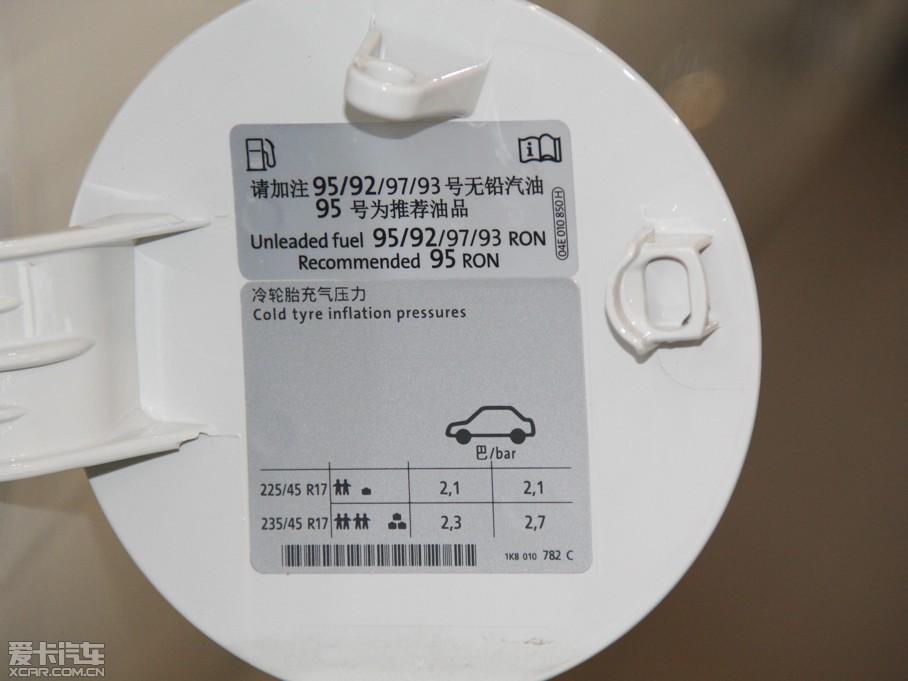 请加注 95/92/97/93 号无铅汽油
95 号为推荐油品
Unleaded fuel 95/92/97/93 RON
Recommended 95 RON
04E 010 850 H
冷轮胎充气压力
Cold tyre inflation pressures
巴/bar
225/45 R17 2,1 2,1
235/45 R17 2,3 2,7
1K8 010 782 C
爱卡汽车
XCAR.COM.CN